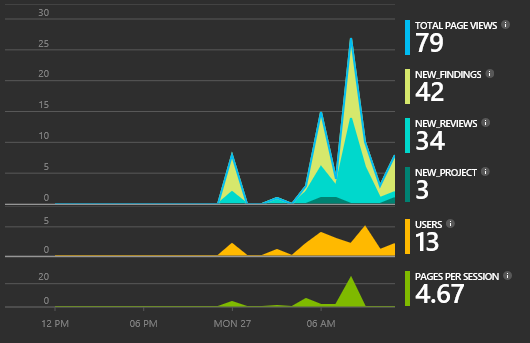 30
25
20
15
10
5
0
5
0
20
0
12 PM
06 PM
MON 27
06 AM
TOTAL PAGE VIEWS
79
NEW_FINDINGS
42
NEW_REVIEWS
34
NEW_PROJECT
3
USERS
13
PAGES PER SESSION
4.67